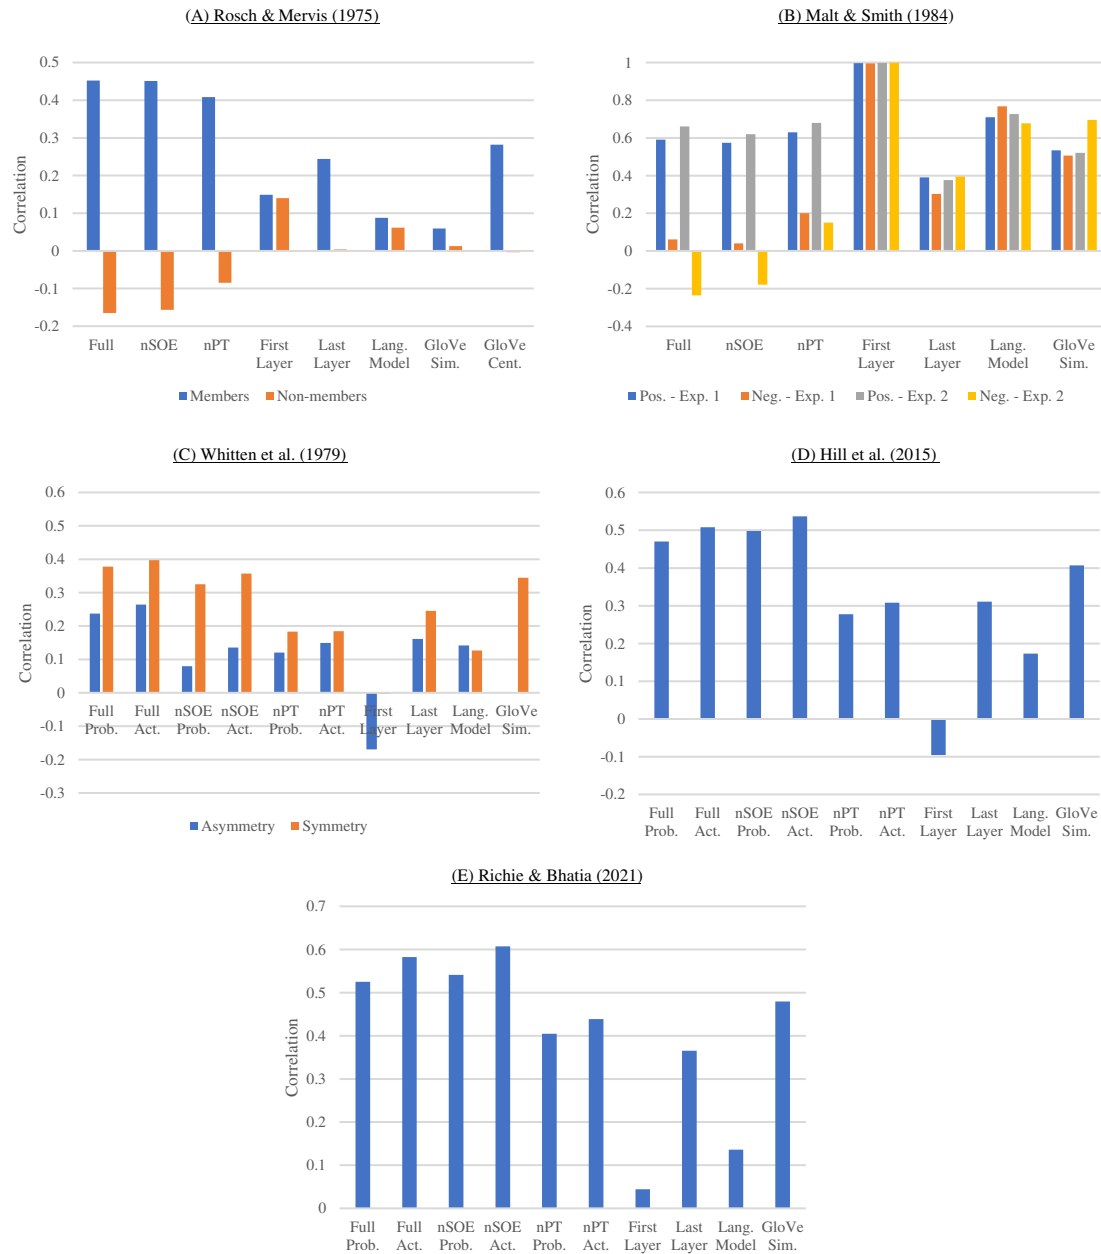 (A) Rosch & Mervis (1975)
0.5
0.4
0.3
0.2
0.1
0
-0.1
-0.2
Correlation
Full nSOE nPT First Last Lang. GloVe GloVe
Layer Layer Model Sim. Cent.
Members Non-members
(B) Malt & Smith (1984)
1
0.8
0.6
0.4
0.2
0
-0.2
-0.4
Correlation
Full nSOE nPT First Last Lang. GloVe
Layer Layer Model Sim.
Pos. - Exp. 1 Neg. - Exp. 1 Pos. - Exp. 2 Neg. - Exp. 2
(C) Whitten et al. (1979)
0.6
0.5
0.4
0.3
0.2
0.1
0
-0.1
-0.2
-0.3
Correlation
Full Full nSOE nSOE nPT nPT First Last Lang. GloVe
Prob. Act. Prob. Act. Prob. Act. Layer Layer Model Sim.
Asymmetry Symmetry
(D) Hill et al. (2015)
0.6
0.5
0.4
0.3
0.2
0.1
0
-0.1
-0.2
Correlation
Full Full nSOE nSOE nPT nPT First Last Lang. GloVe
Prob. Act. Prob. Act. Prob. Act. Layer Layer Model Sim.
(E) Richie & Bhatia (2021)
0.7
0.6
0.5
0.4
0.3
0.2
0.1
0
Correlation
Full Full nSOE nSOE nPT nPT First Last Lang. GloVe
Prob. Act. Prob. Act. Prob. Act. Layer Layer Model Sim.